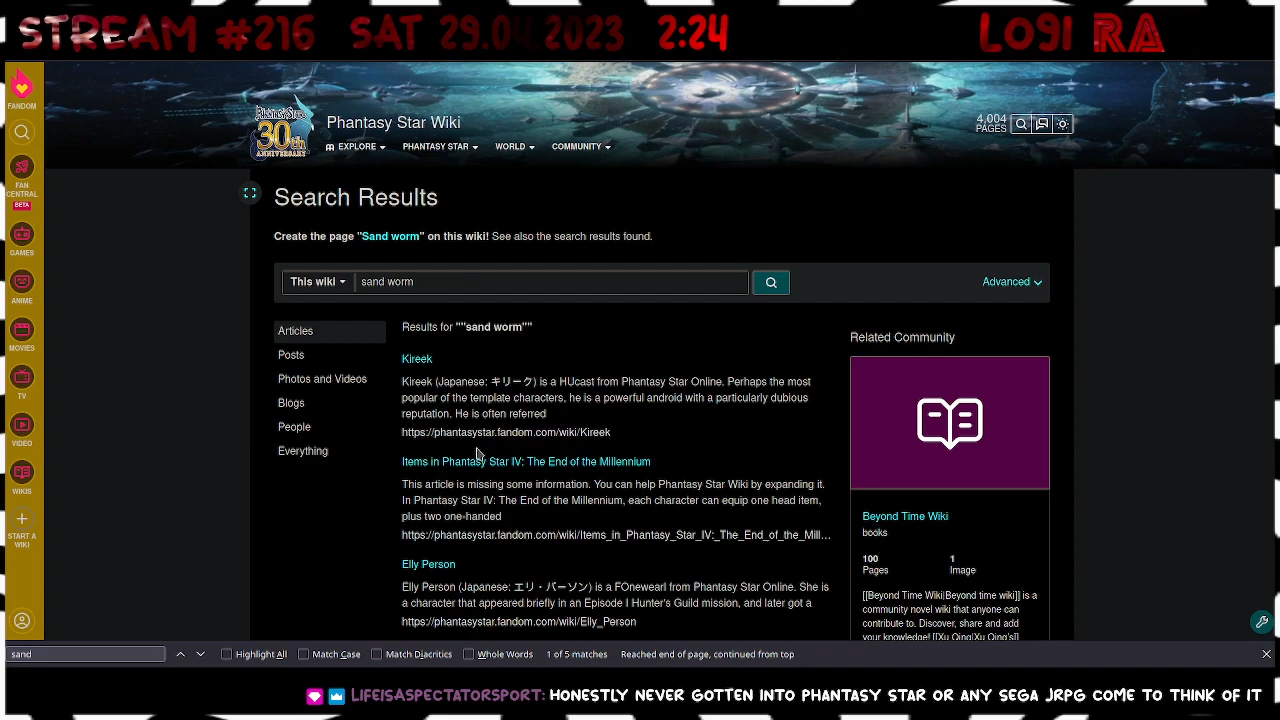 STREAM #216 SAT 29.04.2023 2:24 LO9I RA
FANDOM
FAN CENTRAL
BETA
GAMES
ANIME
MOVIES
TV
VIDEO
WIKIS
START A WIKI
30th
ANNIVERSARY
Phantasy Star Wiki
4,004 PAGES
EXPLORE PHANTASY STAR WORLD COMMUNITY
Search Results
Create the page "Sand worm" on this wiki! See also the search results found.
This wiki sand worm Advanced
Articles
Posts
Photos and Videos
Blogs
People
Everything
Results for ""sand worm""
Kireek
Kireek (Japanese: キリーク) is a HUcast from Phantasy Star Online. Perhaps the most
popular of the template characters, he is a powerful android with a particularly dubious
reputation. He is often referred
https://phantasystar.fandom.com/wiki/Kireek
Items in Phantasy Star IV: The End of the Millennium
This article is missing some information. You can help Phantasy Star Wiki by expanding it.
In Phantasy Star IV: The End of the Millennium, each character can equip one head item,
plus two one-handed
https://phantasystar.fandom.com/wiki/Items_in_Phantasy_Star_IV:_The_End_of_the_Mill...
Elly Person
Elly Person (Japanese: エリ・パーソン) is a FOnewearl from Phantasy Star Online. She is
a character that appeared briefly in an Episode I Hunter's Guild mission, and later got a
https://phantasystar.fandom.com/wiki/Elly_Person
Related Community
Beyond Time Wiki
books
100 1
Pages Image
[[Beyond Time Wiki|Beyond time wiki]] is a
community novel wiki that anyone can
contribute to. Discover, share and add
your knowledge! [[Xu Qing|Xu Qing's]]
sand Highlight All Match Case Match Diacritics Whole Words 1 of 5 matches Reached end of page, continued from top
LIFEISASPECTATORSPORT: HONESTLY NEVER GOTTEN INTO PHANTASY STAR OR ANY SEGA JRPG COME TO THINK OF IT